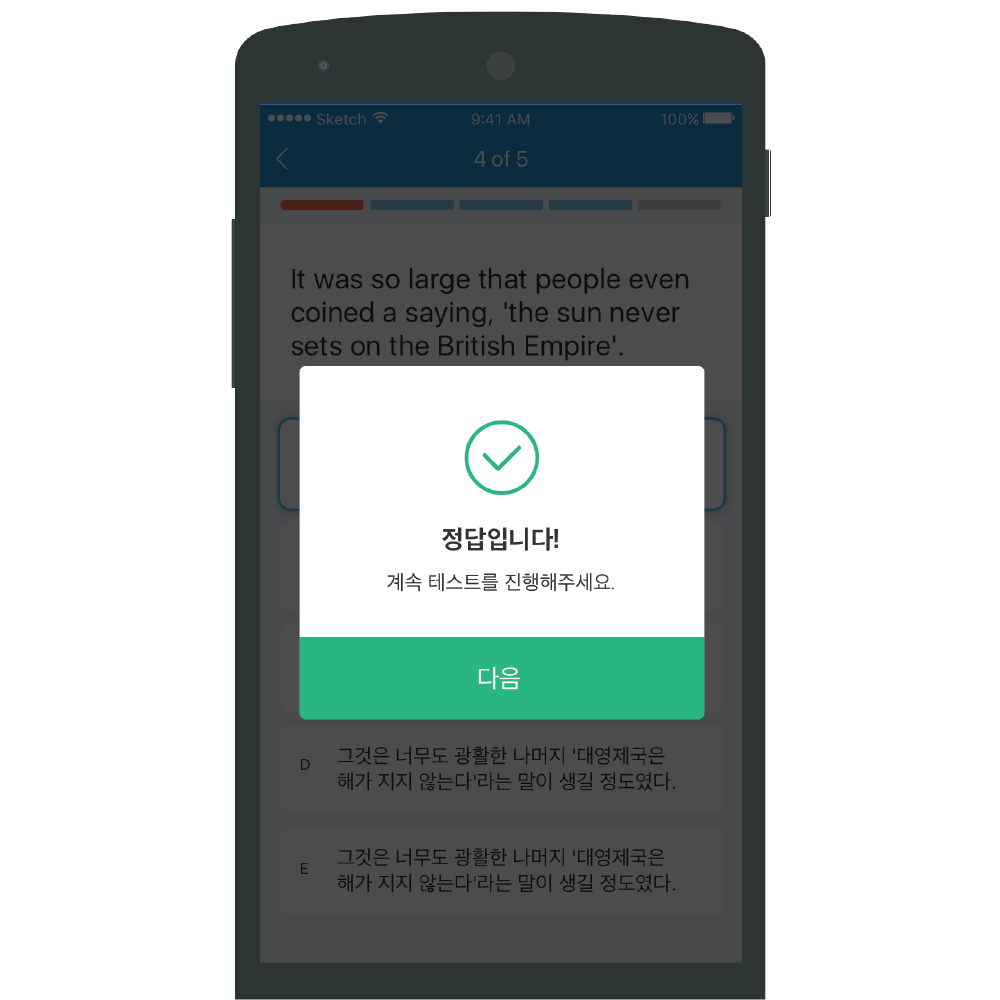 Sketch 9:41 AM 100%
4 of 5
It was so large that people even
coined a saying, 'the sun never
sets on the British Empire'.
정답입니다!
계속 테스트를 진행해주세요.
다음
D 그것은 너무도 광활한 나머지 '대영제국은
해가 지지 않는다'라는 말이 생길 정도였다.
E 그것은 너무도 광활한 나머지 '대영제국은
해가 지지 않는다'라는 말이 생길 정도였다.